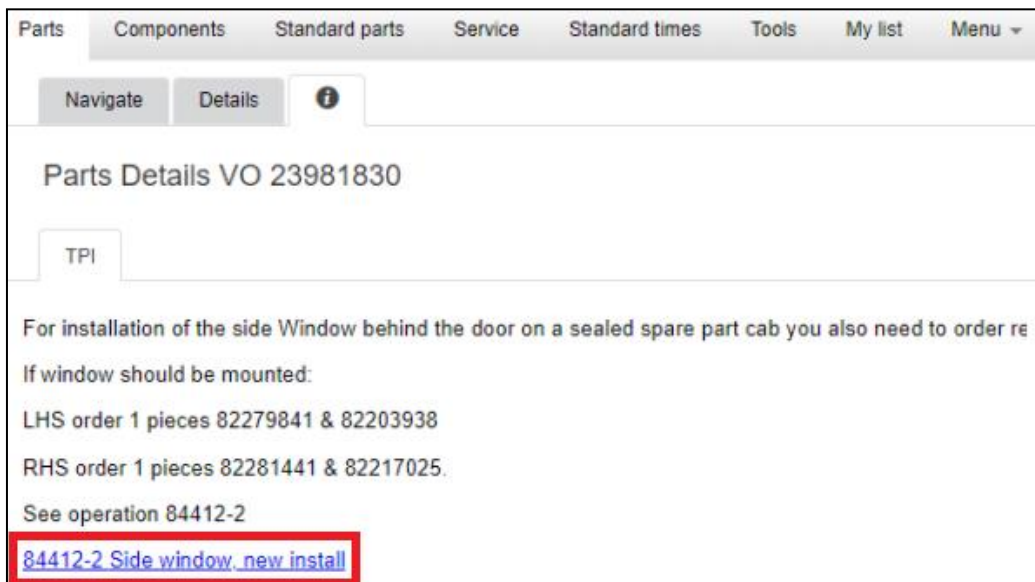 Parts Components Standard parts Service Standard times Tools My list Menu
Navigate Details
Parts Details VO 23981830
TPI
For installation of the side Window behind the door on a sealed spare part cab you also need to order re
If window should be mounted:
LHS order 1 pieces 82279841 & 82203938
RHS order 1 pieces 82281441 & 82217025.
See operation 84412-2
84412-2 Side window, new install